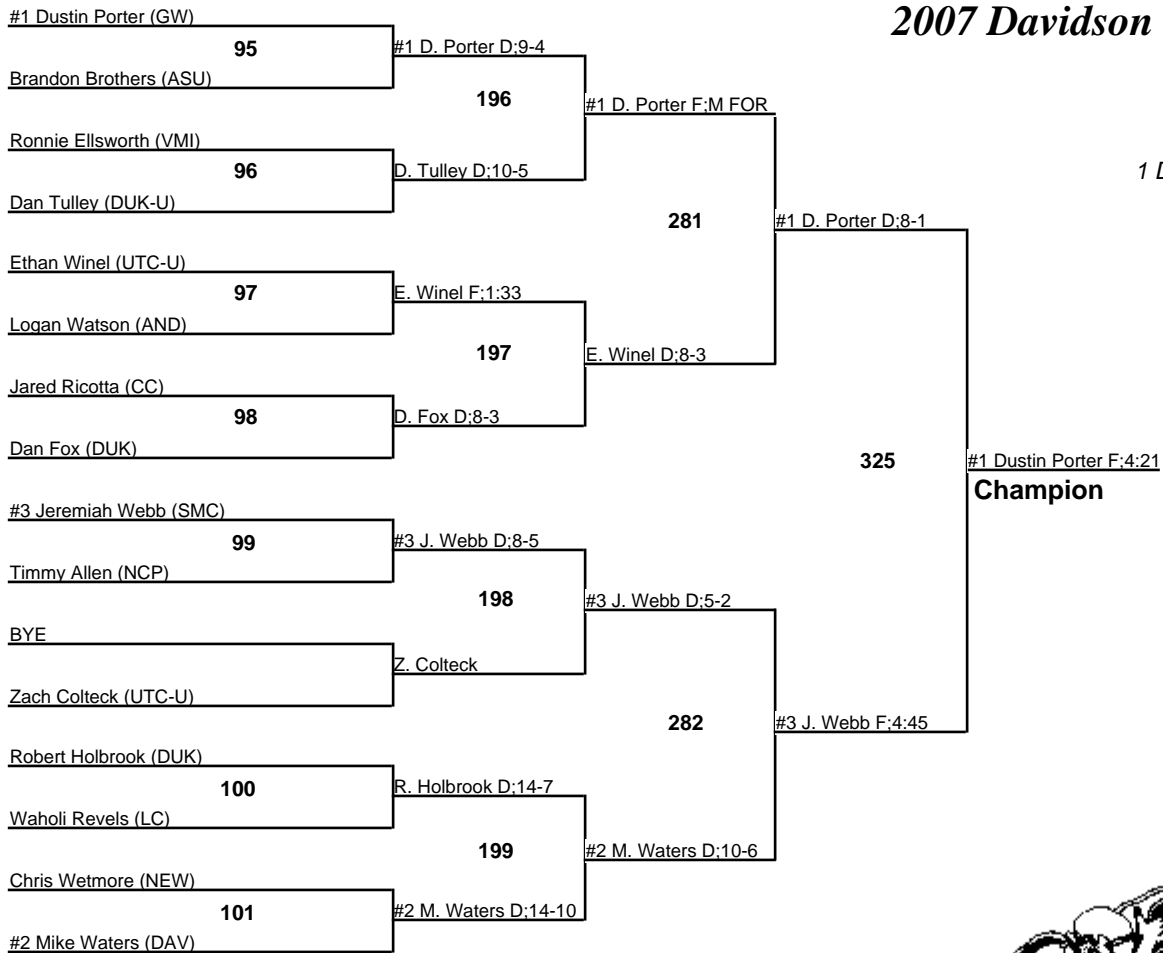 2007 Davidson
1
#1 Dustin Porter (GW)
95
Brandon Brothers (ASU)
#1 D. Porter D;9-4
196
Ronnie Ellsworth (VMI)
96
Dan Tulley (DUK-U)
D. Tulley D;10-5
#1 D. Porter F;M FOR
281
Ethan Winel (UTC-U)
97
Logan Watson (AND)
E. Winel F;1:33
197
Jared Ricotta (CC)
98
Dan Fox (DUK)
D. Fox D;8-3
E. Winel D;8-3
#1 D. Porter D;8-1
325
#1 Dustin Porter F;4:21
Champion
#3 Jeremiah Webb (SMC)
99
Timmy Allen (NCP)
#3 J. Webb D;8-5
198
BYE
Zach Colteck (UTC-U)
Z. Colteck
#3 J. Webb D;5-2
282
#3 J. Webb F;4:45
Robert Holbrook (DUK)
100
Waholi Revels (LC)
R. Holbrook D;14-7
199
Chris Wetmore (NEW)
101
#2 Mike Waters (DAV)
#2 M. Waters D;14-10
#2 M. Waters D;10-6